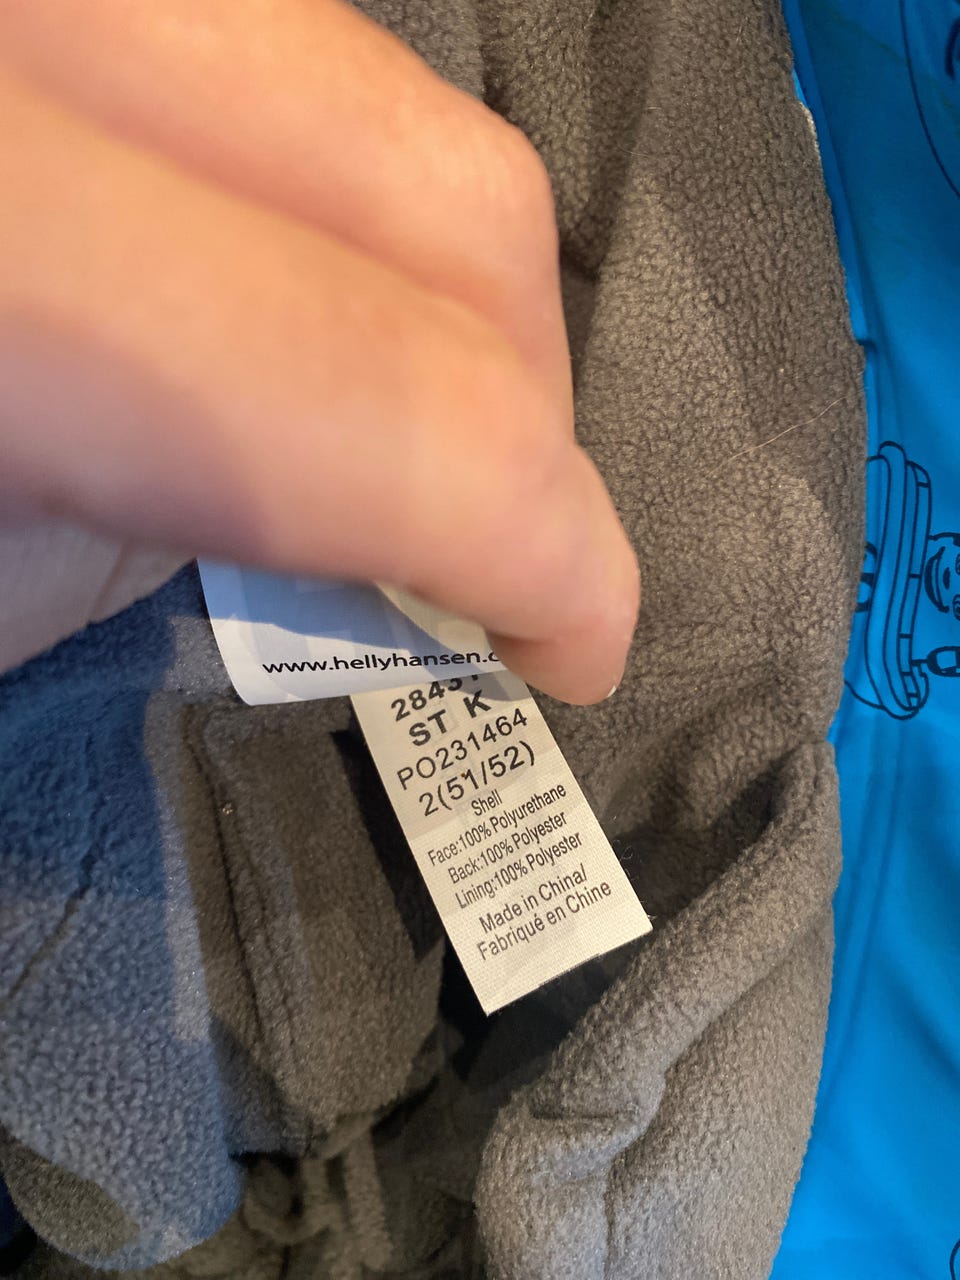 www.hellyhansen.c
2843
ST K
PO231464
2(51/52)
Shell
Face:100% Polyurethane
Back:100% Polyester
Lining:100% Polyester
Made in China/
Fabriqué en Chine